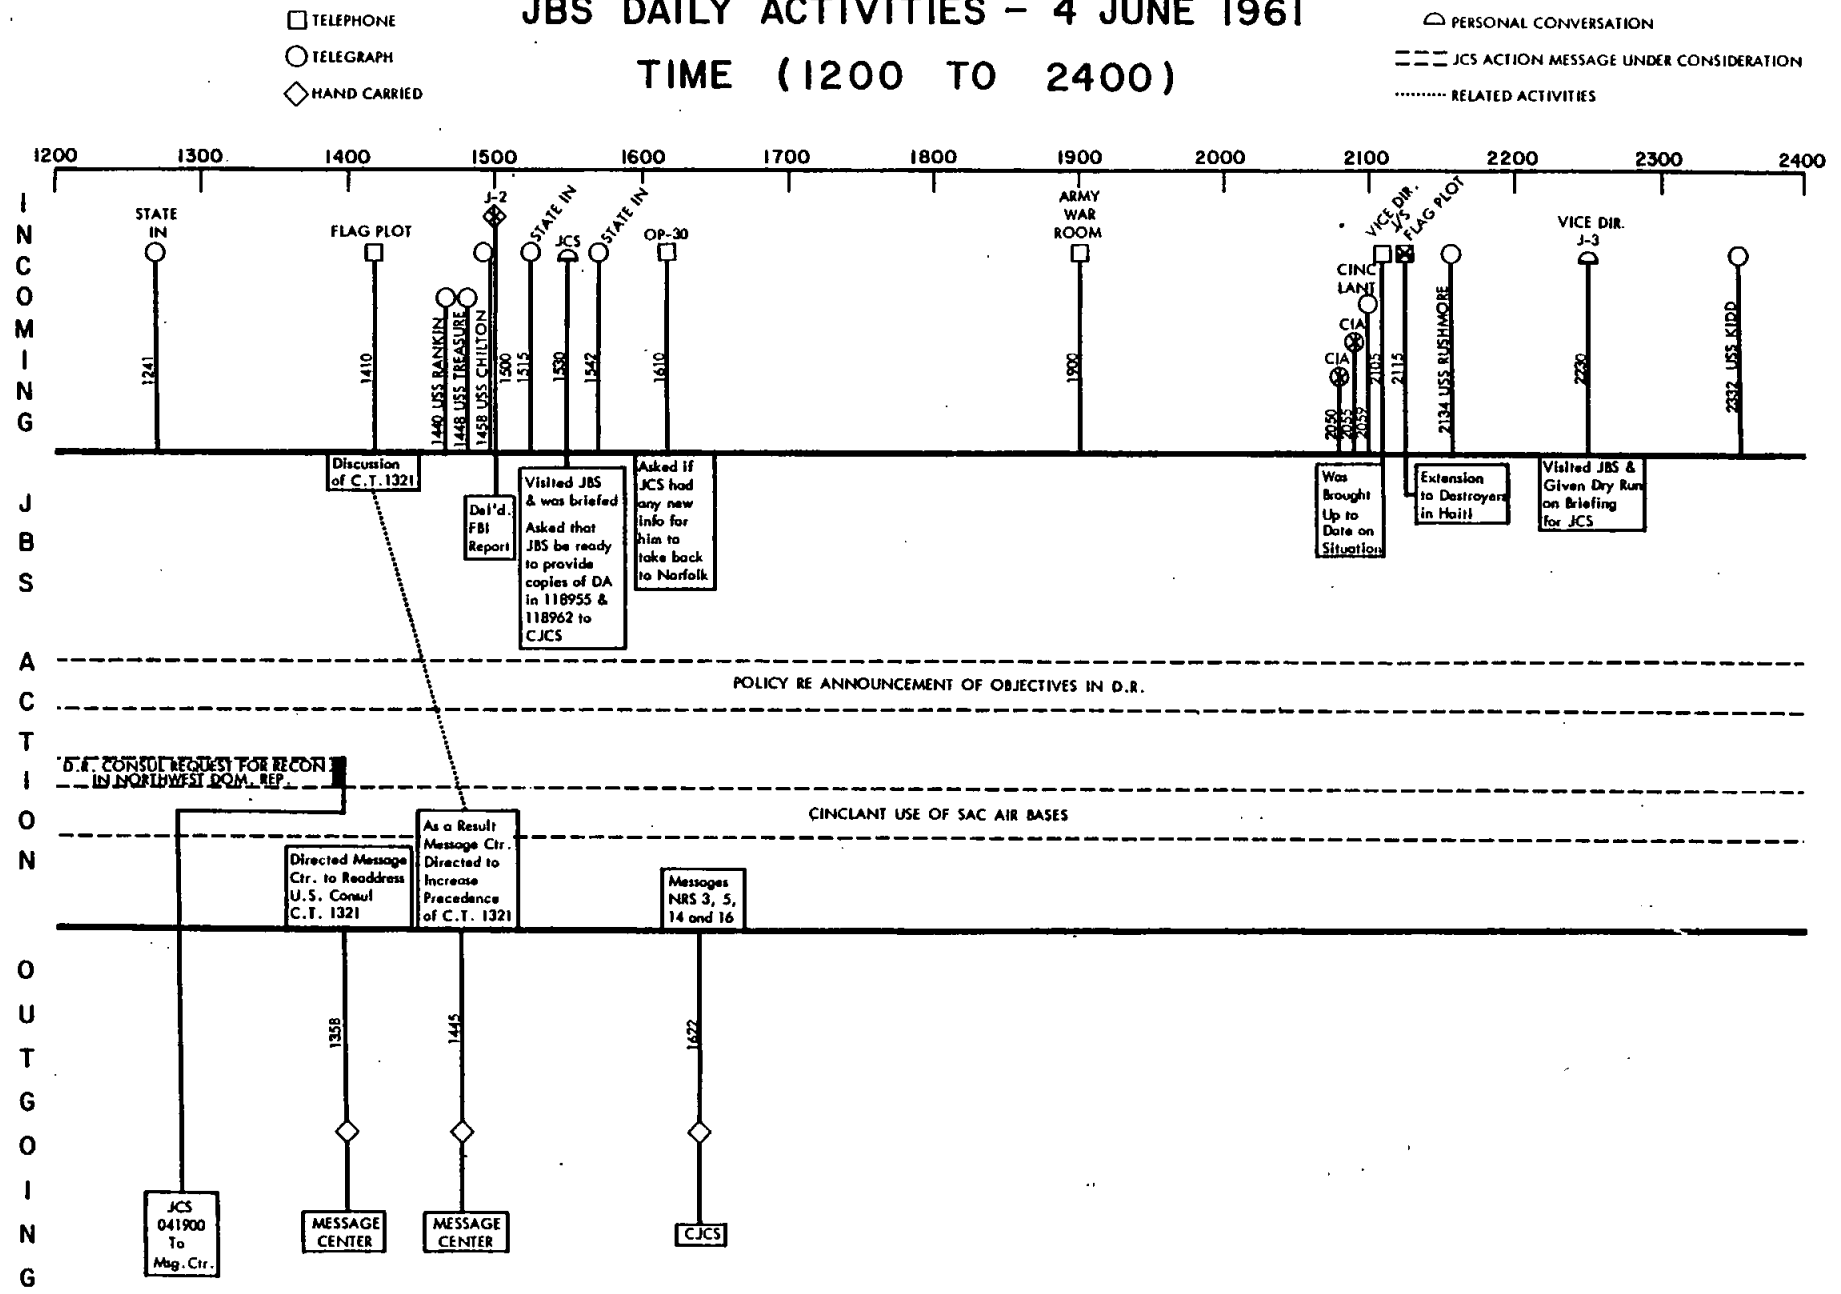 JBS DAILY ACTIVITIES - 4 JUNE 1961
TIME (1200 TO 2400)
TELEPHONE
TELEGRAPH
HAND CARRIED
PERSONAL CONVERSATION
JCS ACTION MESSAGE UNDER CONSIDERATION
RELATED ACTIVITIES
1200 1300 1400 1500 1600 1700 1800 1900 2000 2100 2200 2300 2400
INCOMING
STATE
IN
1241
FLAG PLOT
1410
1440 USS RANKIN
1448 USS TREASURE
1458 USS CHILTON
J-2
1500
STATE IN
1515
JCS
1530
STATE IN
1542
OP-30
1610
ARMY
WAR
ROOM
1900
CIA
2050
CIA
2055
CINC
LANT
2059
VICE DIR.
J/S
2105
FLAG PLOT
2115
2134 USS RUSHMORE
VICE DIR.
J-3
2230
2332 USS KIDD
JBS ACTION
Discussion
of C.T.1321
Del'd.
FBI
Report
Visited JBS
& was briefed
Asked that
JBS be ready
to provide
copies of DA
in 118955 &
118962 to
CJCS
Asked if
JCS had
any new
info for
him to
take back
to Norfolk
Was
Brought
Up to
Date on
Situation
Extension
to Destroyers
in Haiti
Visited JBS &
Given Dry Run
on Briefing
for JCS
POLICY RE ANNOUNCEMENT OF OBJECTIVES IN D.R.
D.R. CONSUL REQUEST FOR RECON
IN NORTHWEST DOM. REP.
CINCLANT USE OF SAC AIR BASES
Directed Message
Ctr. to Readdress
U.S. Consul
C.T. 1321
As a Result
Message Ctr.
Directed to
Increase
Precedence
of C.T. 1321
Messages
NRS 3, 5,
14 and 16
OUTGOING
1358
1445
1622
JCS
041900
To
Msg. Ctr.
MESSAGE
CENTER
MESSAGE
CENTER
CJCS